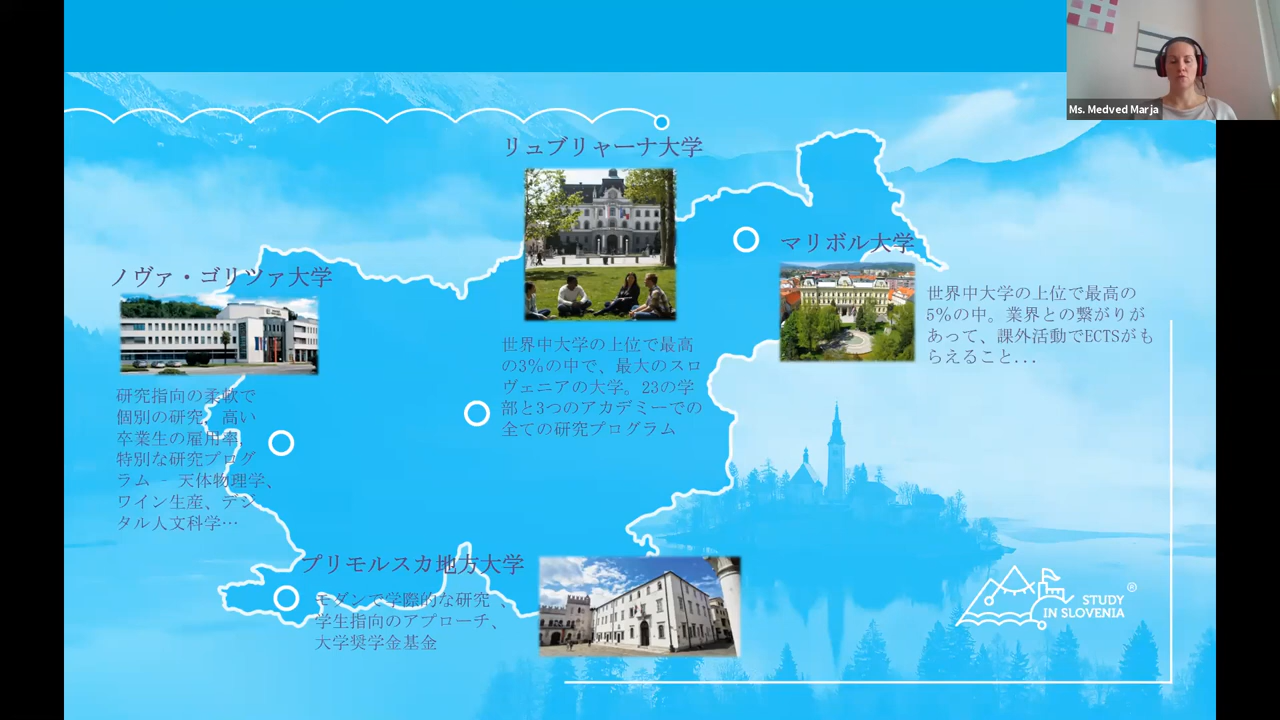 Ms. Medved Marja
リュブリャーナ大学
世界中大学の上位で最高
の3％の中で、最大のスロ
ヴェニアの大学。23の学
部と3つのアカデミーでの
全ての研究プログラム
マリボル大学
世界中大学の上位で最高の
5％の中。業界との繋がりが
あって、課外活動でECTSがも
らえること...
ノヴァ・ゴリツァ大学
研究指向の柔軟で
個別の研究、高い
卒業生の雇用率、
特別な研究プログ
ラム - 天体物理学、
ワイン生産、デジ
タル人文科学…
プリモルスカ地方大学
モダンで学際的な研究 、
学生指向のアプローチ、
大学奨学金基金
STUDY
IN SLOVENIA
®